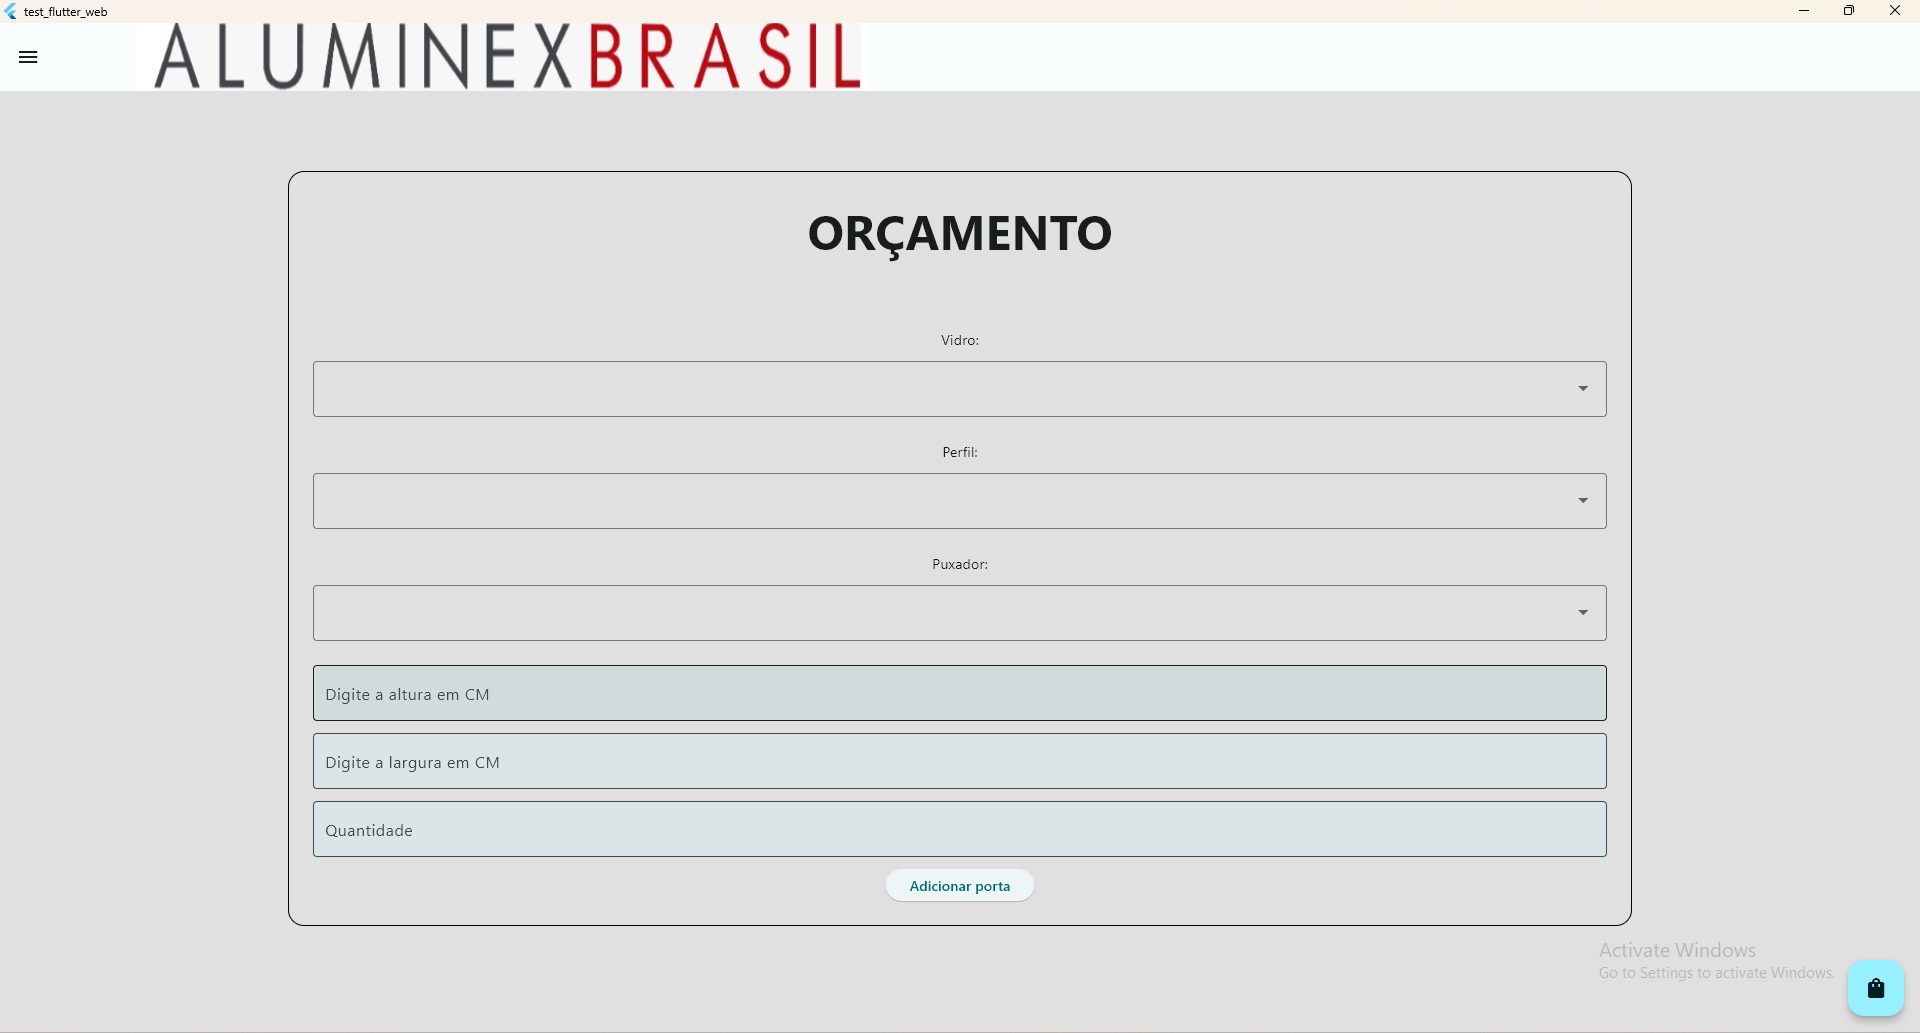 test_flutter_web
ALUMINEXBRASIL
ORÇAMENTO
Vidro:
Perfil:
Puxador:
Digite a altura em CM
Digite a largura em CM
Quantidade
Adicionar porta
Activate Windows
Go to Settings to activate Windows.